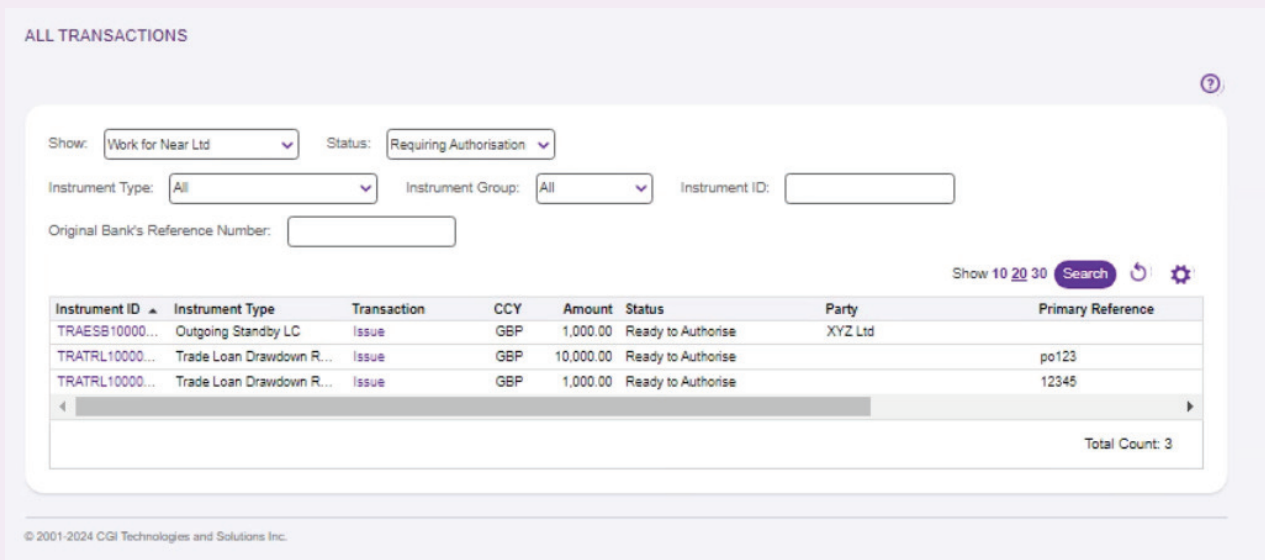 ALL TRANSACTIONS
?
Show: Work for Near Ltd Status: Requiring Authorisation
Instrument Type: All Instrument Group: All Instrument ID:
Original Bank's Reference Number:
Show 10 20 30 Search
Instrument ID Instrument Type Transaction CCY Amount Status Party Primary Reference
TRAESB10000... Outgoing Standby LC Issue GBP 1,000.00 Ready to Authorise XYZ Ltd
TRATRL10000... Trade Loan Drawdown R... Issue GBP 10,000.00 Ready to Authorise po123
TRATRL10000... Trade Loan Drawdown R... Issue GBP 1,000.00 Ready to Authorise 12345
Total Count: 3
© 2001-2024 CGI Technologies and Solutions Inc.